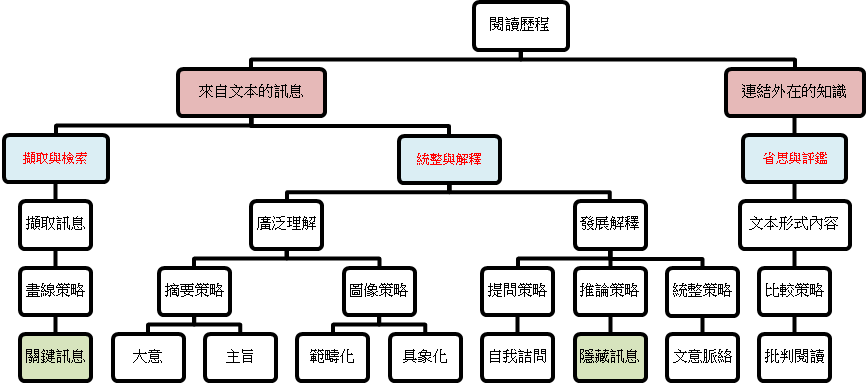 閱讀歷程
來自文本的訊息
連結外在的知識
擷取與檢索
統整與解釋
省思與評鑑
擷取訊息
廣泛理解
發展解釋
文本形式內容
畫線策略
摘要策略
圖像策略
提問策略
推論策略
統整策略
比較策略
關鍵訊息
大意
主旨
範疇化
具象化
自我詰問
隱藏訊息
文意脈絡
批判閱讀